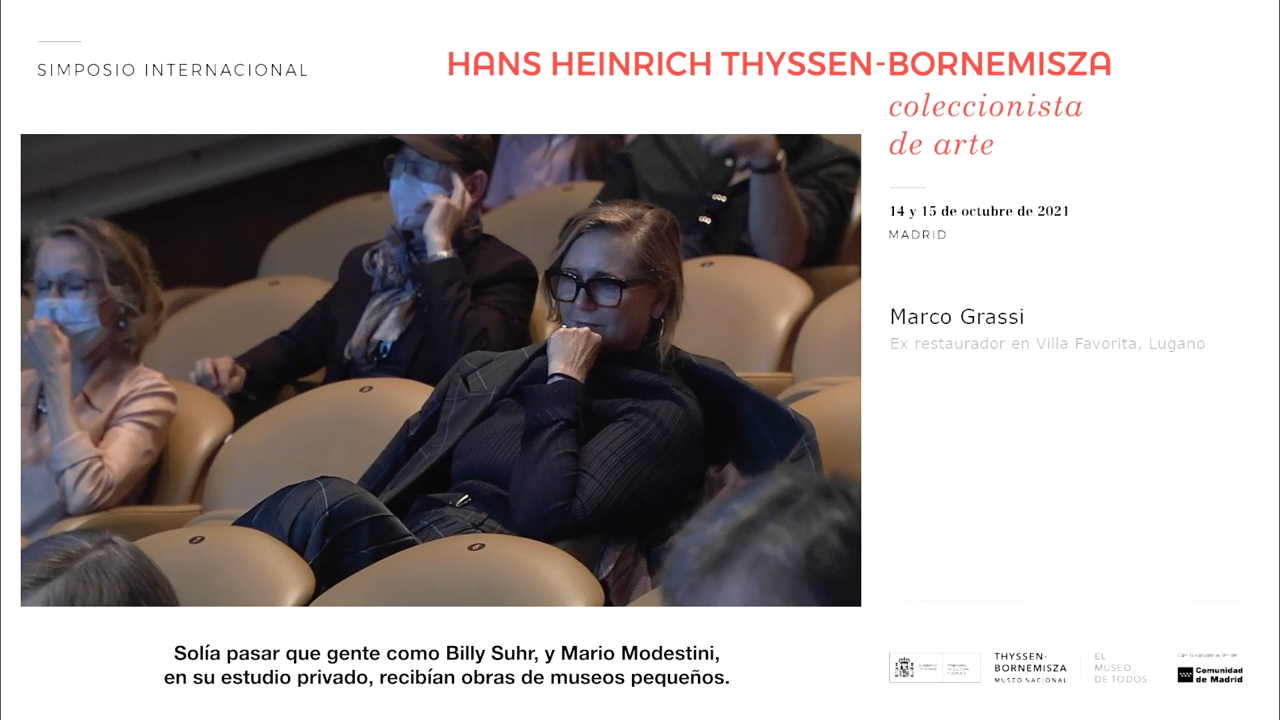 SIMPOSIO INTERNACIONAL
HANS HEINRICH THYSSEN-BORNEMISZA
coleccionista
de arte
14 y 15 de octubre de 2021
MADRID
Marco Grassi
Ex restaurador en Villa Favorita, Lugano
Solía pasar que gente como Billy Suhr, y Mario Modestini,
en su estudio privado, recibían obras de museos pequeños.
THYSSEN-
BORNEMISZA
MUSEO NACIONAL
EL
MUSEO
DE TODOS
Comunidad
de Madrid